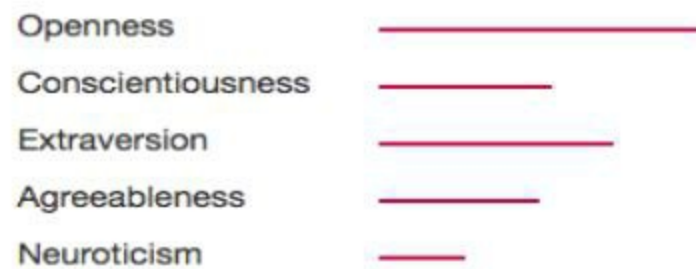 Openness
Conscientiousness
Extraversion
Agreeableness
Neuroticism